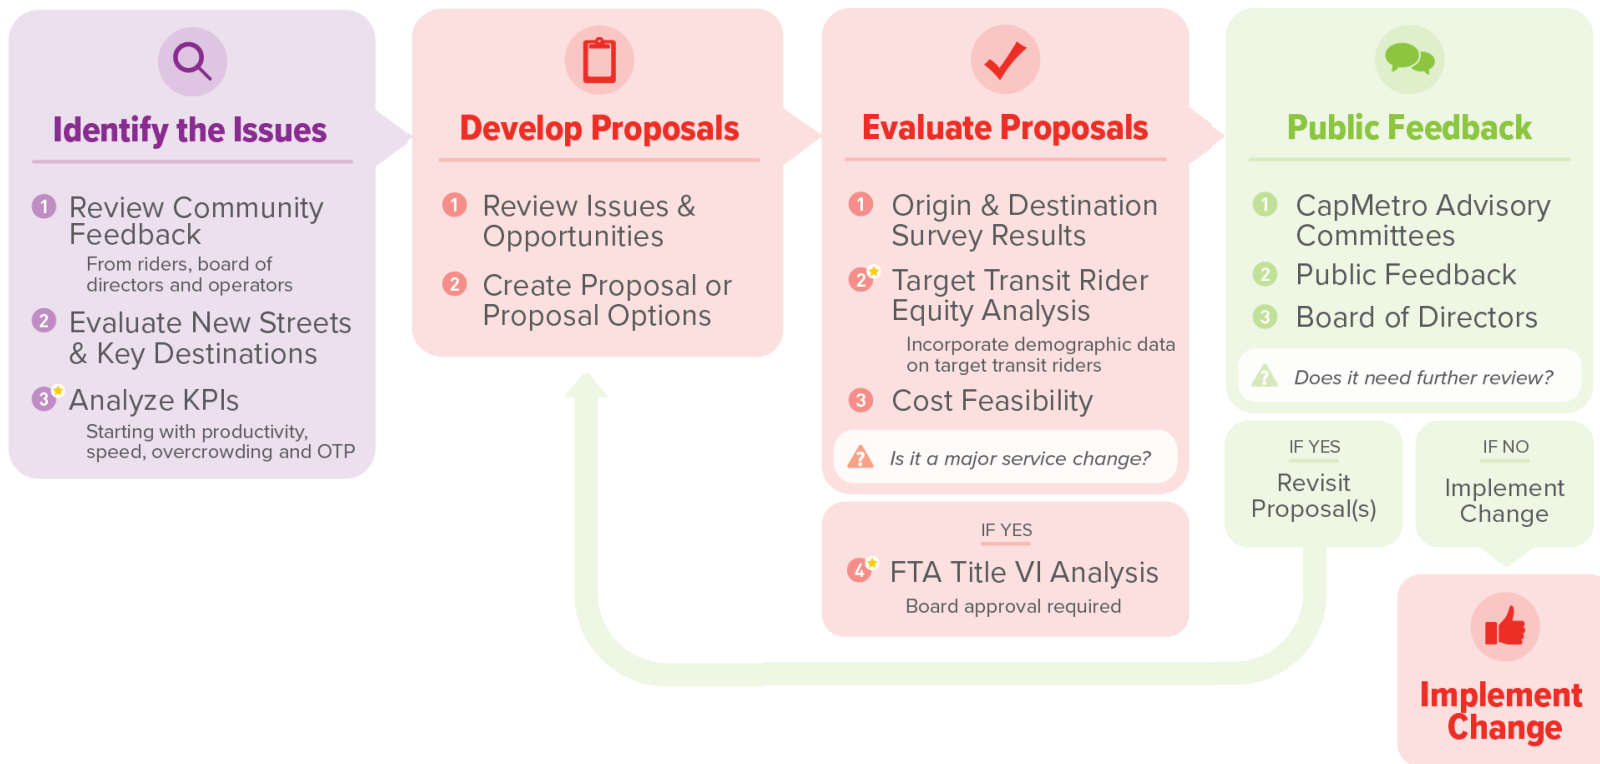 Identify the Issues
1 Review Community
Feedback
From riders, board of
directors and operators
2 Evaluate New Streets
& Key Destinations
3 Analyze KPIs
Starting with productivity,
speed, overcrowding and OTP
Develop Proposals
1 Review Issues &
Opportunities
2 Create Proposal or
Proposal Options
Evaluate Proposals
1 Origin & Destination
Survey Results
2 Target Transit Rider
Equity Analysis
Incorporate demographic data
on target transit riders
3 Cost Feasibility
? Is it a major service change?
IF YES
4 FTA Title VI Analysis
Board approval required
Public Feedback
1 CapMetro Advisory
Committees
2 Public Feedback
3 Board of Directors
? Does it need further review?
IF YES
Revisit
Proposal(s)
IF NO
Implement
Change
Implement
Change